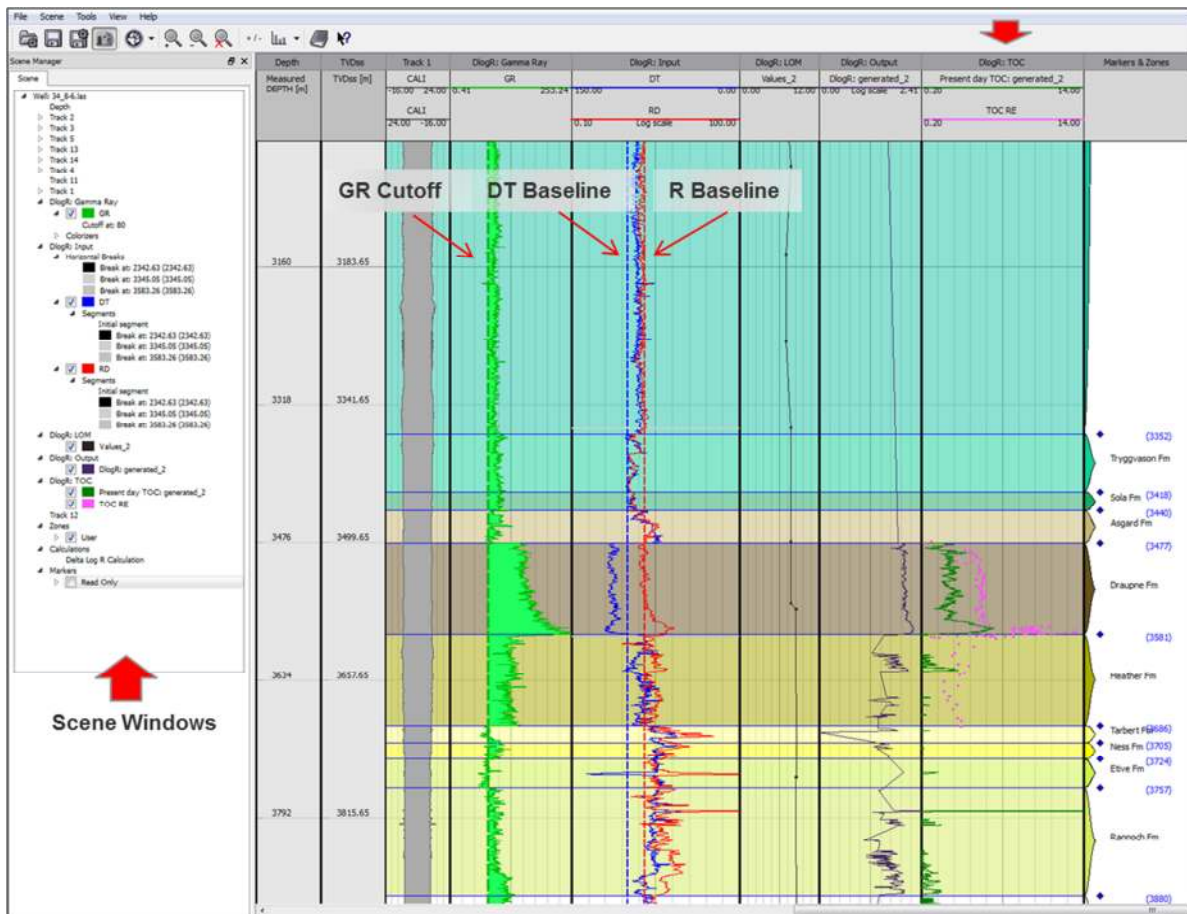 File Scene Tools View Help
Scene Manager
Scene
Well: 34_8-6.las
Depth
Track 2
Track 3
Track 5
Track 13
Track 14
Track 4
Track 11
Track 1
DlogR: Gamma Ray
GR
Cutoff at: 80
Colorizers
DlogR: Input
Horizontal Breaks
Break at: 2342.63 (2342.63)
Break at: 3345.05 (3345.05)
Break at: 3583.26 (3583.26)
DT
Segments
Initial segment
Break at: 2342.63 (2342.63)
Break at: 3345.05 (3345.05)
Break at: 3583.26 (3583.26)
RD
Segments
Initial segment
Break at: 2342.63 (2342.63)
Break at: 3345.05 (3345.05)
Break at: 3583.26 (3583.26)
DlogR: LOM
Values_2
DlogR: Output
DlogR: generated_2
DlogR: TOC
Present day TOC: generated_2
TOC RE
Track 12
Zones
User
Calculations
Delta Log R Calculation
Markers
Read Only
Scene Windows
Depth TVDss Track 1 DlogR: Gamma Ray DlogR: Input DlogR: LOM DlogR: Output DlogR: TOC Markers & Zones
Measured TVDss [m] CALI GR DT Values_2 DlogR: generated_2 Present day TOC: generated_2
DEPTH [m] -16.00 24.00 0.41 253.24 150.00 0.00 0.00 12.00 0.00 Log scale 2.41 0.20 14.00
CALI RD TOC RE
24.00 -16.00 0.10 Log scale 100.00 0.20 14.00
GR Cutoff DT Baseline R Baseline
3160 3183.65
3318 3341.65
(3352)
Tryggvason Fm
(3418)
Sola Fm
(3440)
Asgard Fm
3476 3499.65 (3477)
Draupne Fm
(3581)
3634 3657.65 Heather Fm
Tarbert Fm (3686)
Ness Fm (3705)
(3724)
Etive Fm
(3757)
3792 3815.65
Rannoch Fm
(3880)